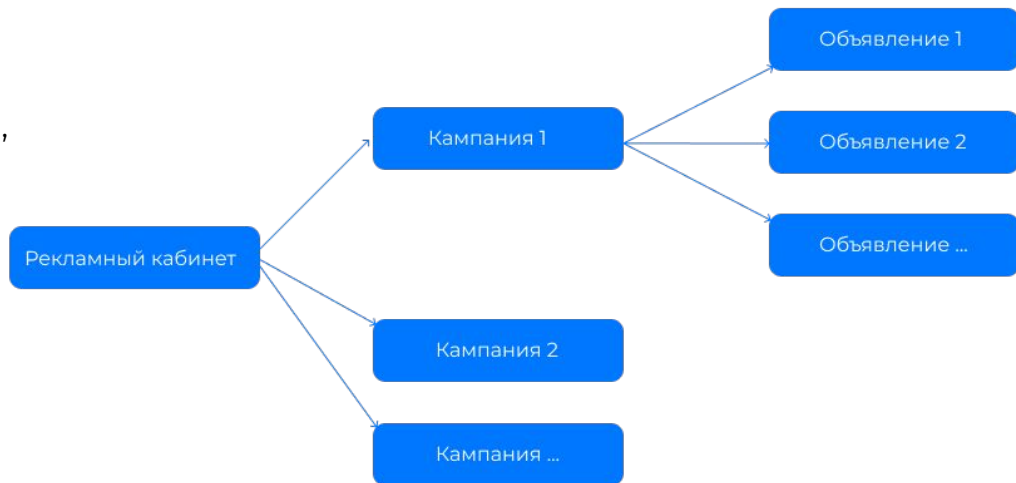 Объявление 1
,
Кампания 1
Объявление 2
Рекламный кабинет
Объявление ...
Кампания 2
Кампания ...